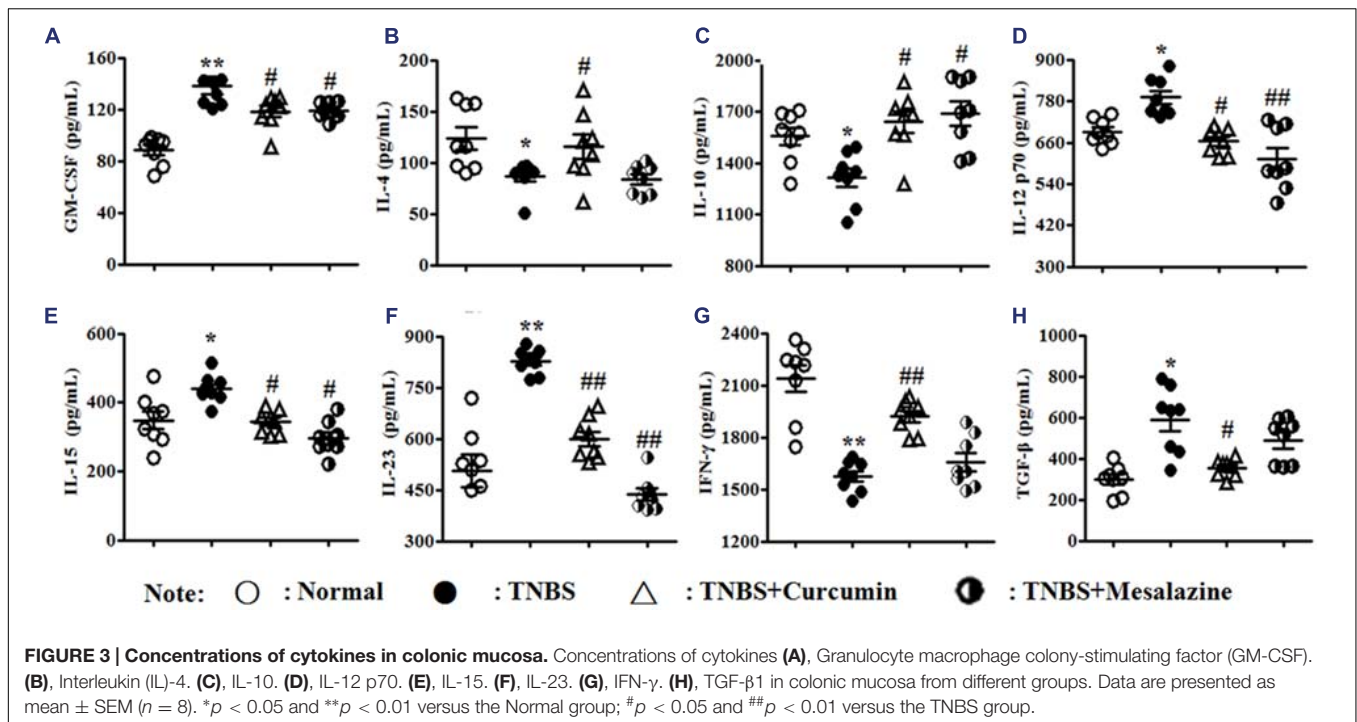 A B C D
GM-CSF (pg/mL) 160 120 80 40 0 ** # #
IL-4 (pg/mL) 200 150 100 50 0 * #
IL-10 (pg/mL) 2000 1700 1400 1100 800 * # #
IL-12 p70 (pg/mL) 900 780 660 540 420 300 * # ##
E F G H
IL-15 (pg/mL) 600 400 200 0 * # #
IL-23 (pg/mL) 900 750 600 450 300 ** ## ##
IFN-γ (pg/mL) 2400 2100 1800 1500 1200 ** ##
TGF-β (pg/mL) 1000 800 600 400 200 0 * #
Note: : Normal : TNBS : TNBS+Curcumin : TNBS+Mesalazine
FIGURE 3 | Concentrations of cytokines in colonic mucosa. Concentrations of cytokines (A), Granulocyte macrophage colony-stimulating factor (GM-CSF).
(B), Interleukin (IL)-4. (C), IL-10. (D), IL-12 p70. (E), IL-15. (F), IL-23. (G), IFN-γ. (H), TGF-β1 in colonic mucosa from different groups. Data are presented as
mean ± SEM (n = 8). *p < 0.05 and **p < 0.01 versus the Normal group; #p < 0.05 and ##p < 0.01 versus the TNBS group.